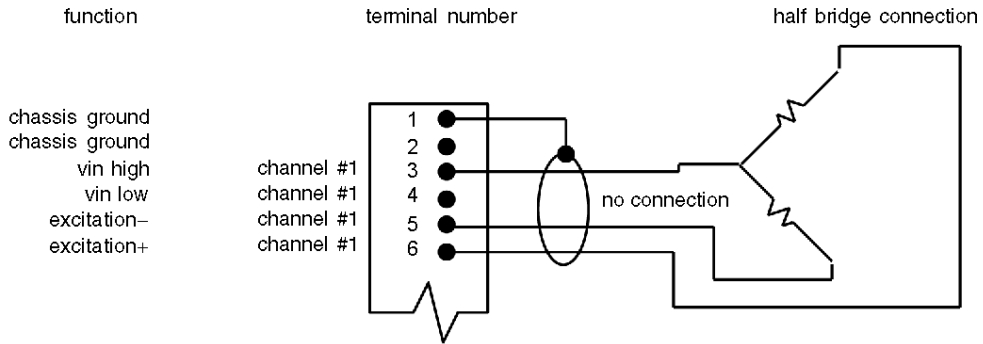 function terminal number half bridge connection
chassis ground 1
chassis ground 2
vin high channel #1 3
vin low channel #1 4 no connection
excitation− channel #1 5
excitation+ channel #1 6